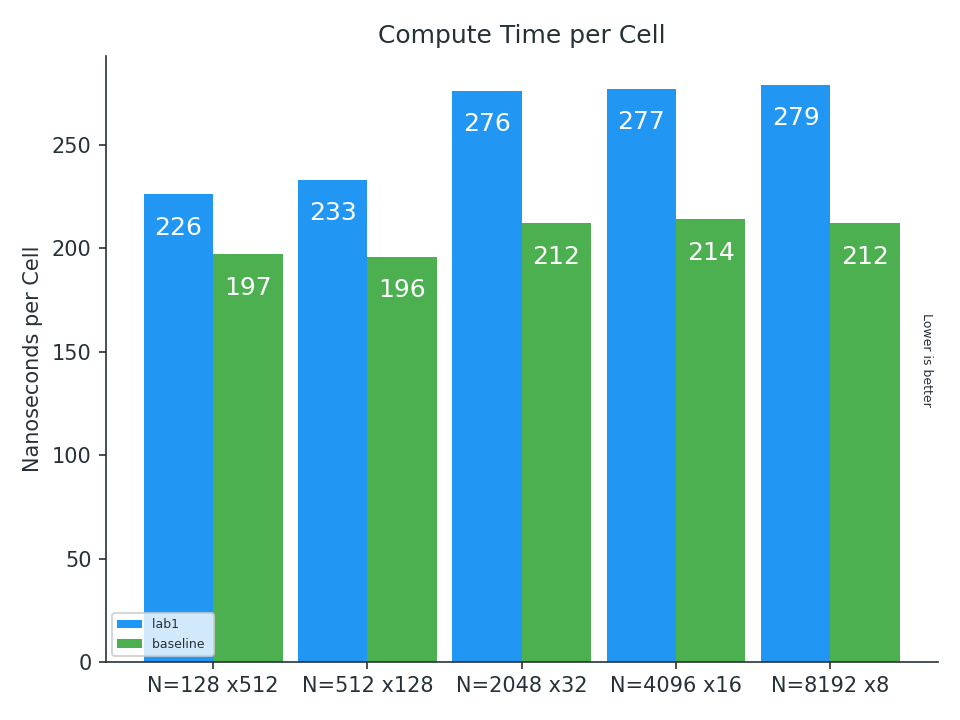 Compute Time per Cell
Nanoseconds per Cell
250
200
150
100
50
0
226
197
233
196
276
212
277
214
279
212
Lower is better
lab1
baseline
N=128 x512
N=512 x128
N=2048 x32
N=4096 x16
N=8192 x8